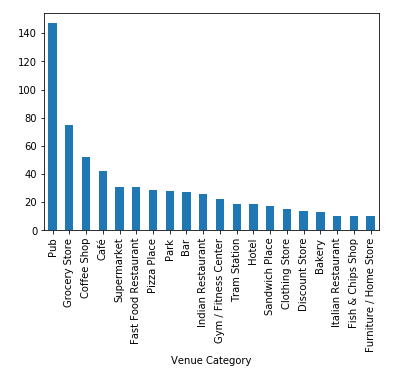 140
120
100
80
60
40
20
0
Pub
Grocery Store
Coffee Shop
Café
Supermarket
Fast Food Restaurant
Pizza Place
Park
Bar
Indian Restaurant
Gym / Fitness Center
Tram Station
Hotel
Sandwich Place
Clothing Store
Discount Store
Bakery
Italian Restaurant
Fish & Chips Shop
Furniture / Home Store
Venue Category